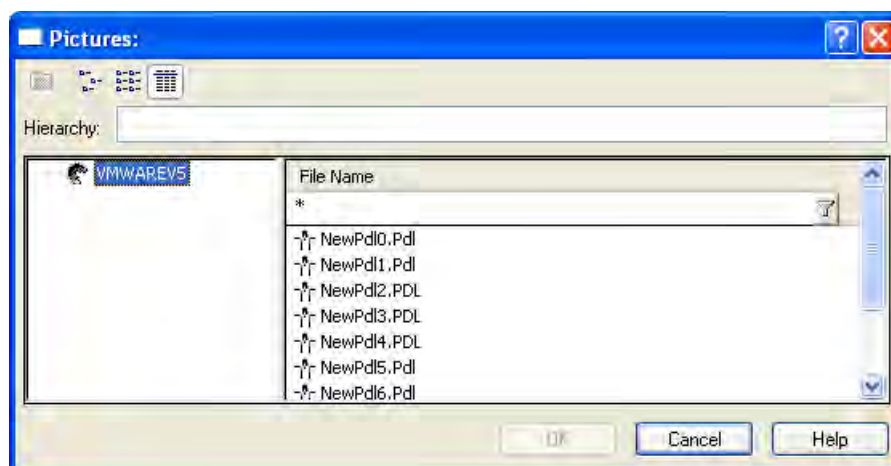 Pictures:
Hierarchy:
VMWAREV5
File Name
*
NewPdl0.Pdl
NewPdl1.Pdl
NewPdl2.PDL
NewPdl3.PDL
NewPdl4.PDL
NewPdl5.Pdl
NewPdl6.Pdl
OK Cancel Help